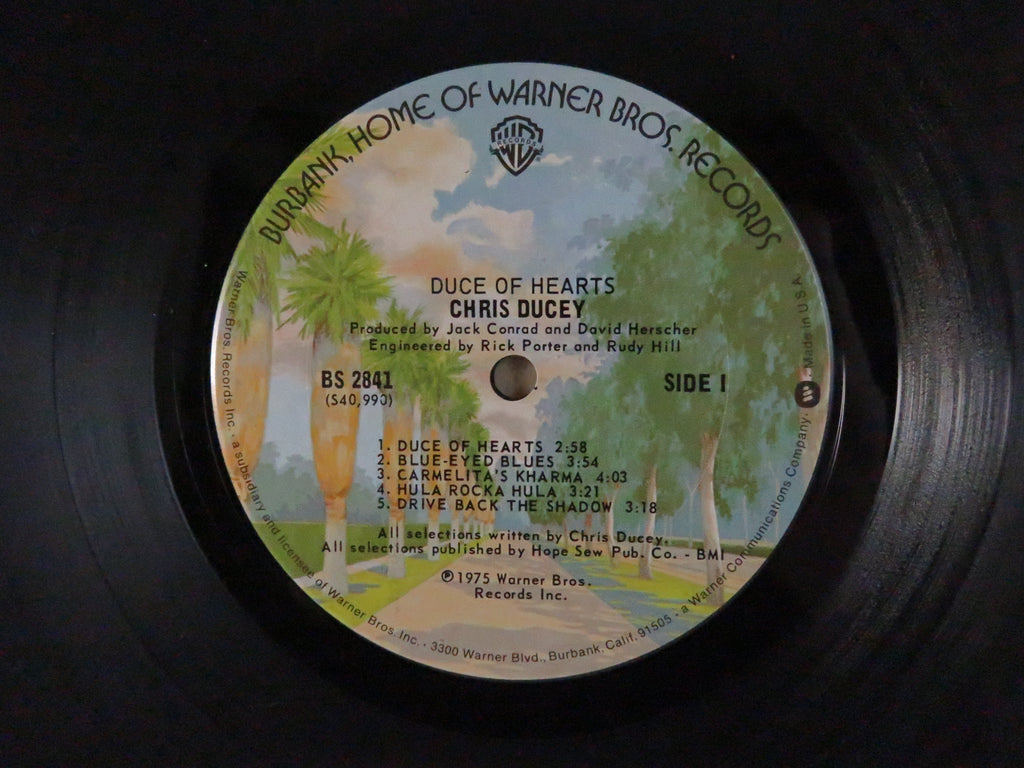 BURBANK, HOME OF WARNER BROS. RECORDS
W B
RECORDS
DUCE OF HEARTS
CHRIS DUCEY
Produced by Jack Conrad and David Herscher
Engineered by Rick Porter and Rudy Hill
BS 2841
(S40,990)
SIDE 1
1. DUCE OF HEARTS 2:58
2. BLUE-EYED BLUES 3:54
3. CARMELITA'S KHARMA 4:03
4. HULA ROCKA HULA 3:21
5. DRIVE BACK THE SHADOW 3:18
All selections written by Chris Ducey.
All selections published by Hope Sew Pub. Co. - BMI
℗ 1975 Warner Bros.
Records Inc.
Warner Bros. Records Inc. · a subsidiary and licensee of Warner Bros. Inc. · 3300 Warner Blvd., Burbank, Calif. 91505 · a Warner Communications Company · Made in U.S.A.